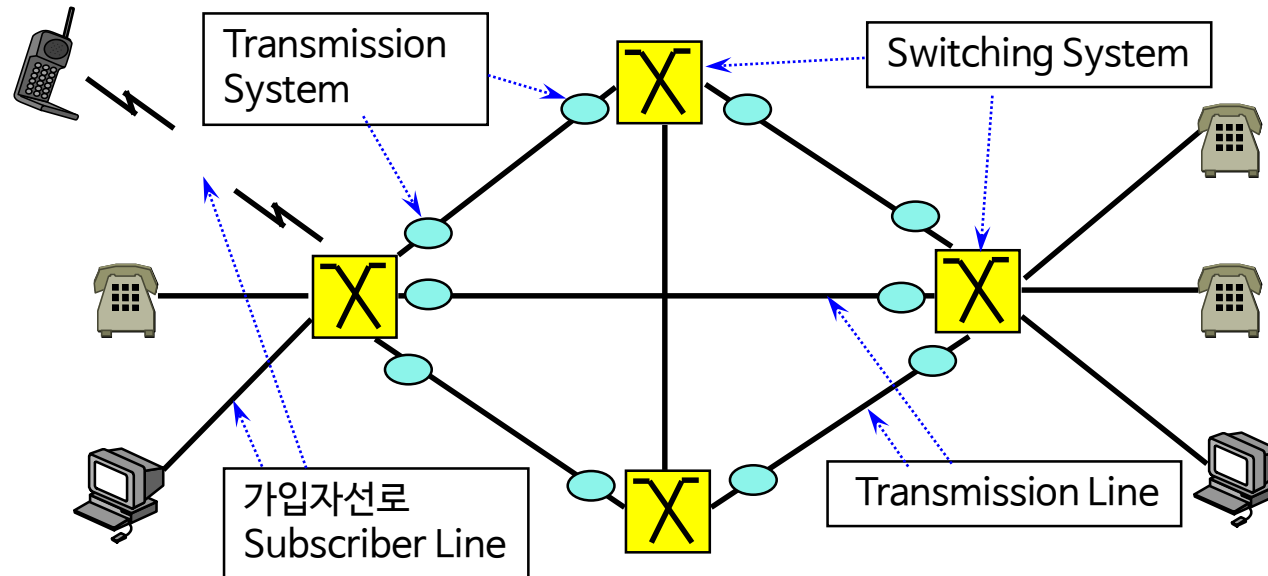 Transmission
System
Switching System
가입자선로
Subscriber Line
Transmission Line